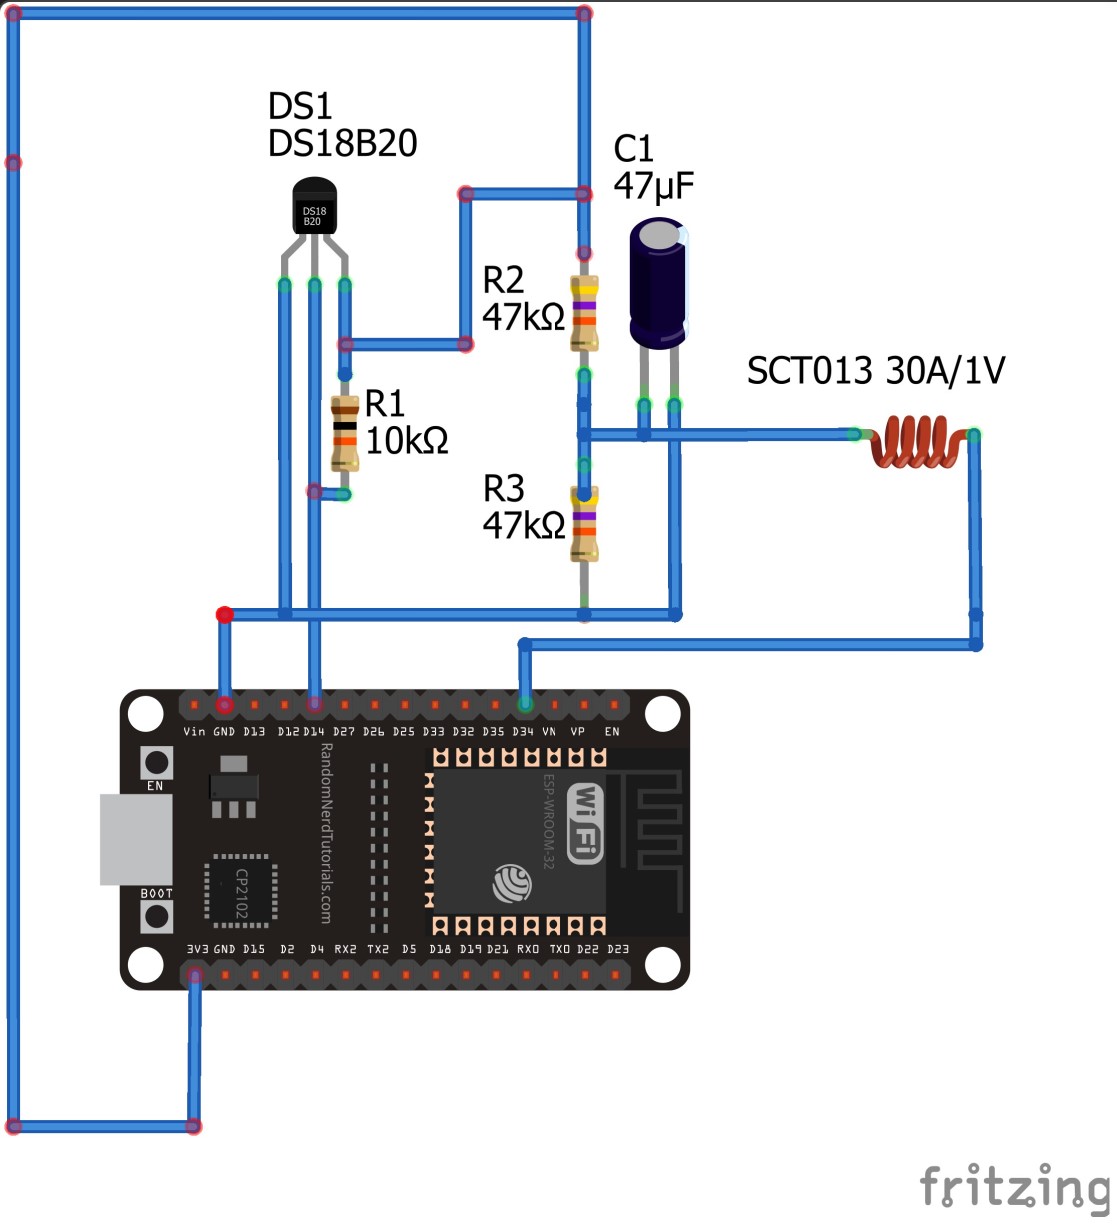 DS1
DS18B20
DS18
B20
C1
47µF
R2
47kΩ
SCT013 30A/1V
R1
10kΩ
R3
47kΩ
Vin GND D13 D12 D14 D27 D26 D25 D33 D32 D35 D34 VN VP EN
EN
RandomNerdTutorials.com
ESP-WROOM-32
WiFi
CP2102
BOOT
3V3 GND D15 D2 D4 RX2 TX2 D5 D18 D19 D21 RX0 TX0 D22 D23
fritzing